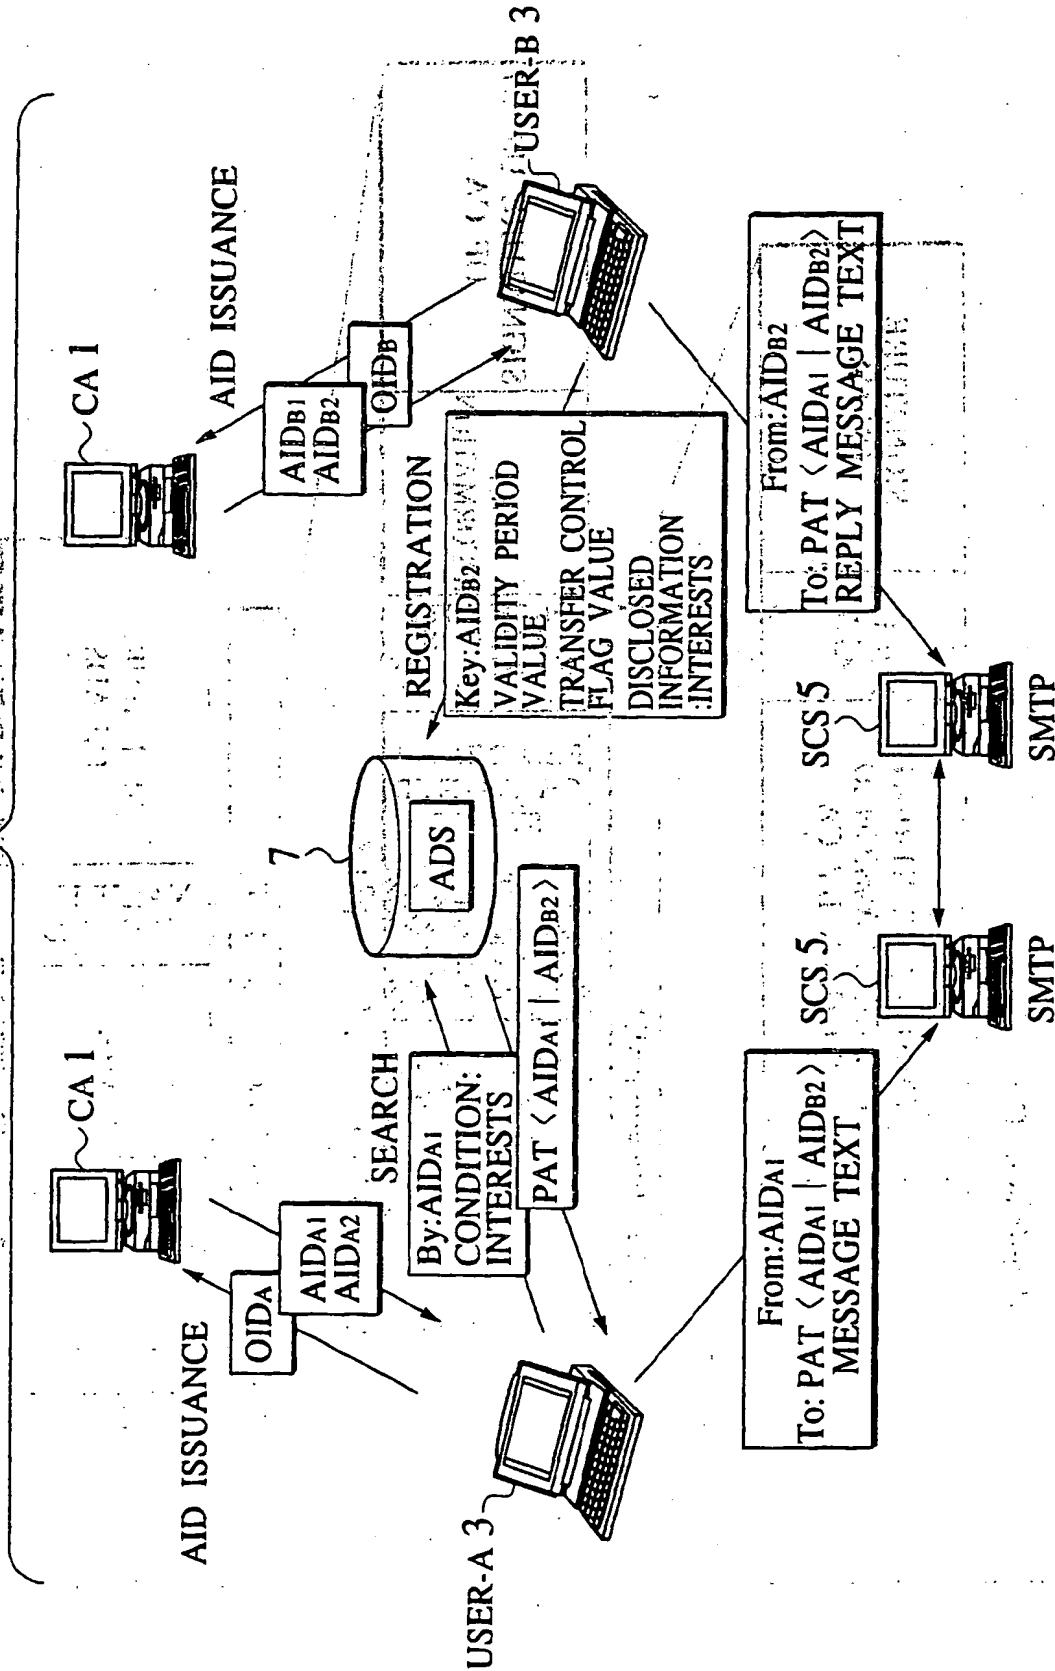 CA 1
CA 1
AID ISSUANCE
OIDA
AIDA1
AIDA2
AID ISSUANCE
AIDB1
AIDB2
OIDB
7
ADS
SEARCH
By:AIDA1
CONDITION:
INTERESTS
PAT <AIDA1 | AIDB2>
REGISTRATION
Key:AIDB2
VALIDITY PERIOD
VALUE
TRANSFER CONTROL
FLAG VALUE
DISCLOSED
INFORMATION
:INTERESTS
USER-A 3
USER-B 3
From:AIDA1
To: PAT <AIDA1 | AIDB2>
MESSAGE TEXT
SCS 5
SMTP
SCS 5
SMTP
From:AIDB2
To: PAT <AIDA1 | AIDB2>
REPLY MESSAGE TEXT